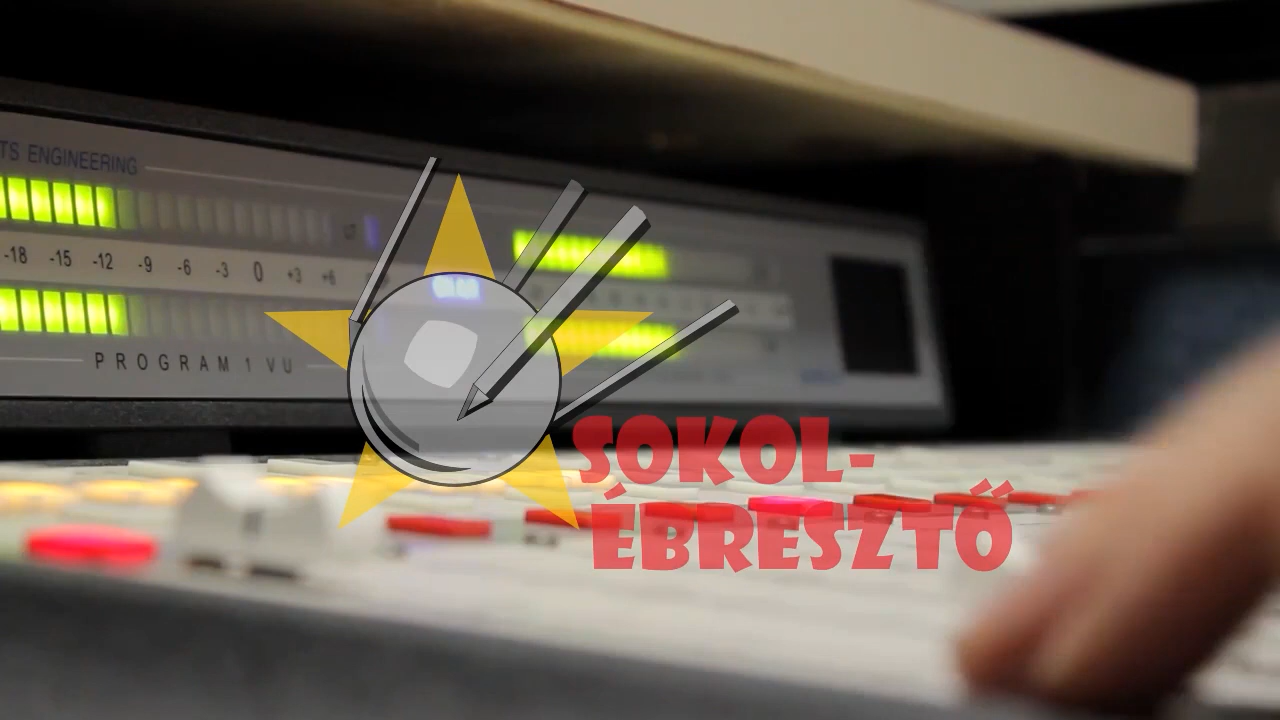 TS ENGINEERING
-18 -15 -12 -9 -6 -3 0 +3 +6
PROGRAM 1 VU
SOKOL-
ÉBRESZTŐ